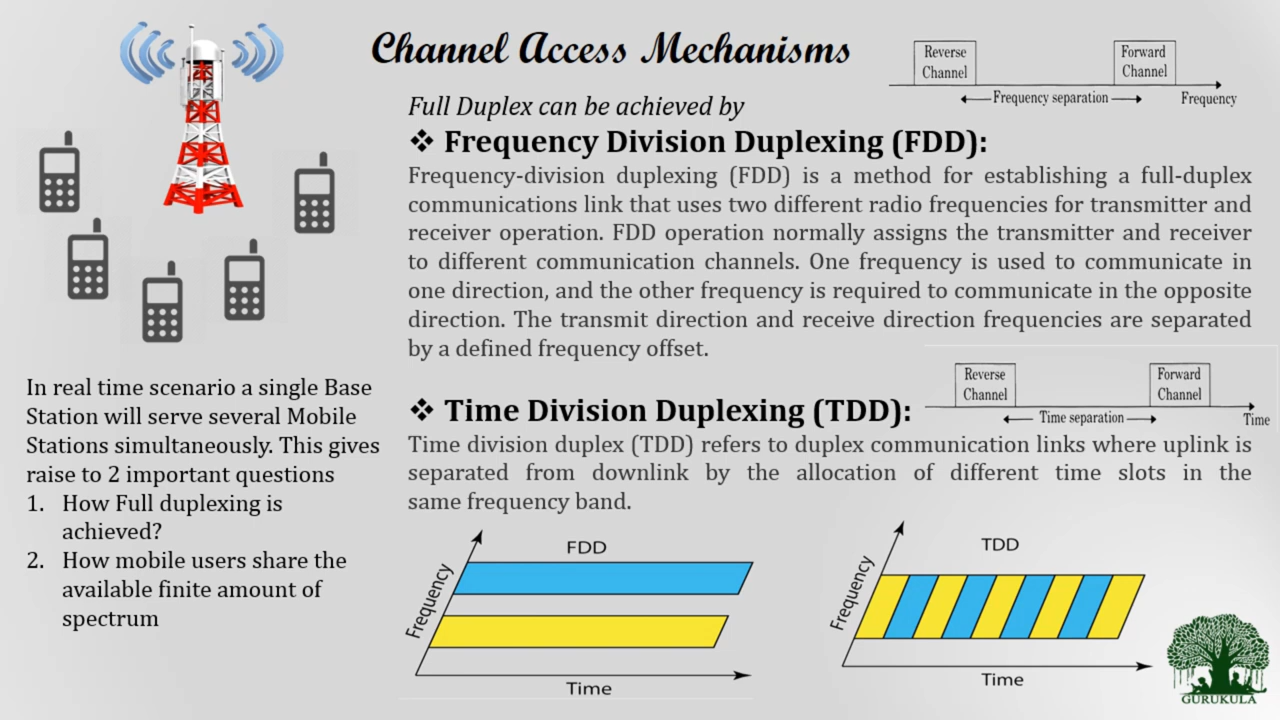 Channel Access Mechanisms
Reverse
Channel
Forward
Channel
Frequency separation
Frequency
Full Duplex can be achieved by
❖ Frequency Division Duplexing (FDD):
Frequency-division duplexing (FDD) is a method for establishing a full-duplex
communications link that uses two different radio frequencies for transmitter and
receiver operation. FDD operation normally assigns the transmitter and receiver
to different communication channels. One frequency is used to communicate in
one direction, and the other frequency is required to communicate in the opposite
direction. The transmit direction and receive direction frequencies are separated
by a defined frequency offset.
In real time scenario a single Base
Station will serve several Mobile
Stations simultaneously. This gives
raise to 2 important questions
1. How Full duplexing is
achieved?
2. How mobile users share the
available finite amount of
spectrum
Reverse
Channel
Forward
Channel
Time separation
Time
❖ Time Division Duplexing (TDD):
Time division duplex (TDD) refers to duplex communication links where uplink is
separated from downlink by the allocation of different time slots in the
same frequency band.
FDD
Frequency
Time
TDD
Frequency
Time
GURUKULA